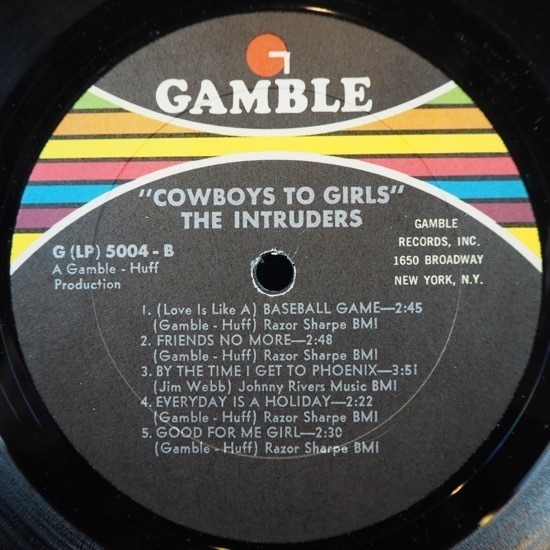 GAMBLE
"COWBOYS TO GIRLS"
THE INTRUDERS
G (LP) 5004 - B
A Gamble - Huff
Production
GAMBLE
RECORDS, INC.
1650 BROADWAY
NEW YORK, N.Y.
1. (Love Is Like A) BASEBALL GAME—2:45
(Gamble - Huff) Razor Sharpe BMI
2. FRIENDS NO MORE—2:48
(Gamble - Huff) Razor Sharpe BMI
3. BY THE TIME I GET TO PHOENIX—3:51
(Jim Webb) Johnny Rivers Music BMI
4. EVERYDAY IS A HOLIDAY—2:22
(Gamble - Huff) Razor Sharpe BMI
5. GOOD FOR ME GIRL—2:30
(Gamble - Huff) Razor Sharpe BMI